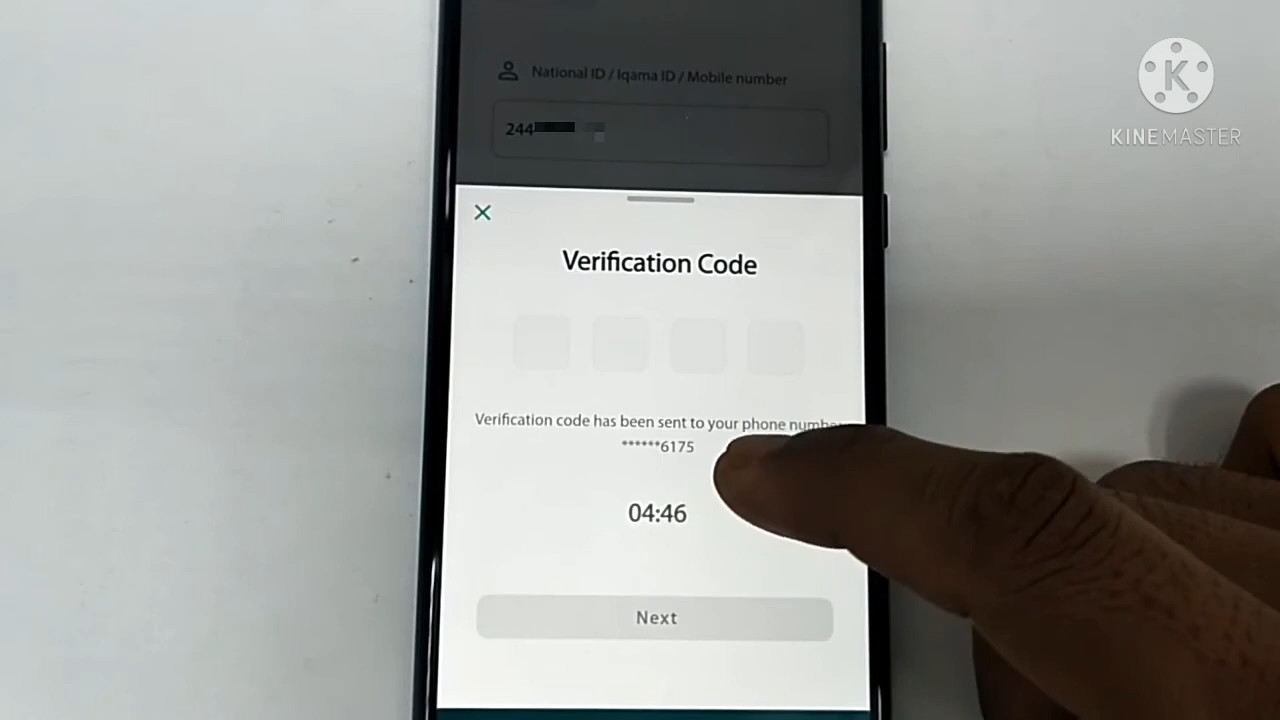 National ID / Iqama ID / Mobile number
244
K
KINEMASTER
Verification Code
Verification code has been sent to your phone number
******6175
04:46
Next